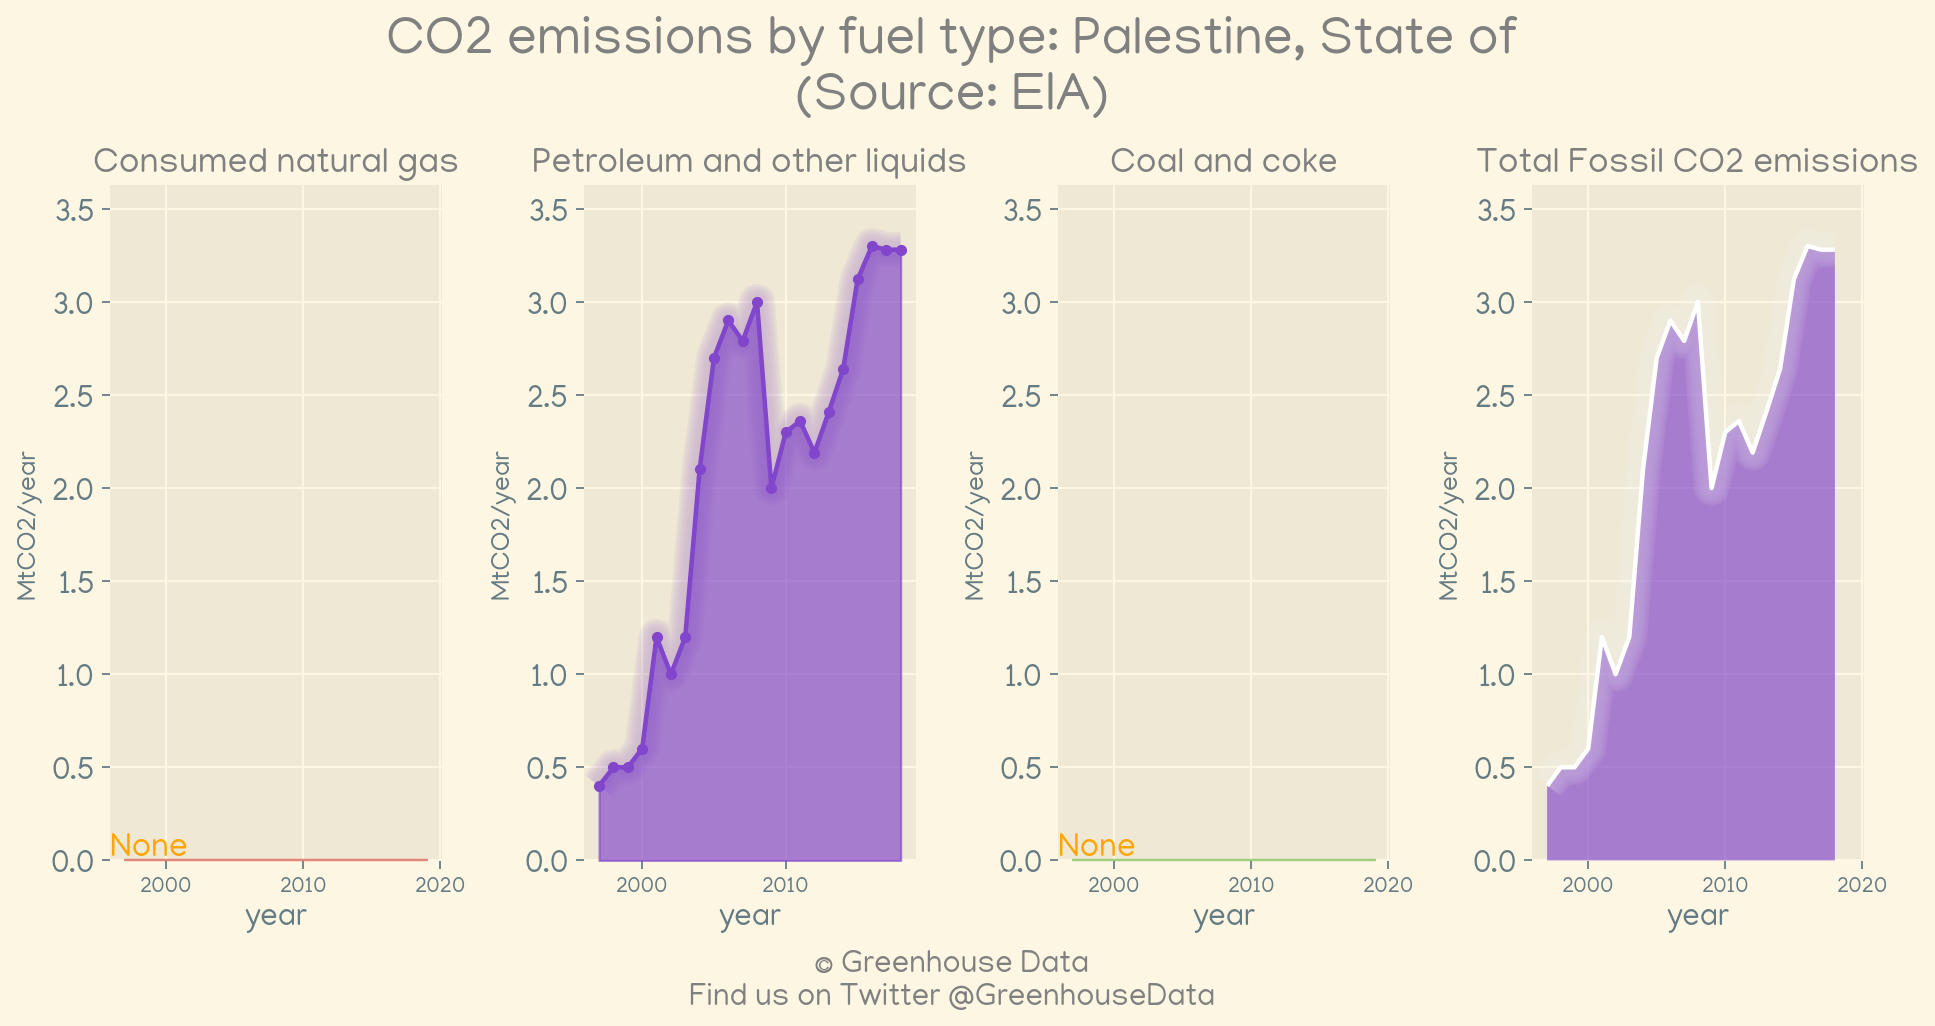 CO2 emissions by fuel type: Palestine, State of
(Source: EIA)
Consumed natural gas
Petroleum and other liquids
Coal and coke
Total Fossil CO2 emissions
MtCO2/year
3.5
3.0
2.5
2.0
1.5
1.0
0.5
0.0
None
2000
2010
2020
year
MtCO2/year
3.5
3.0
2.5
2.0
1.5
1.0
0.5
0.0
2000
2010
year
MtCO2/year
3.5
3.0
2.5
2.0
1.5
1.0
0.5
0.0
None
2000
2010
2020
year
MtCO2/year
3.5
3.0
2.5
2.0
1.5
1.0
0.5
0.0
2000
2010
2020
year
© Greenhouse Data
Find us on Twitter @GreenhouseData